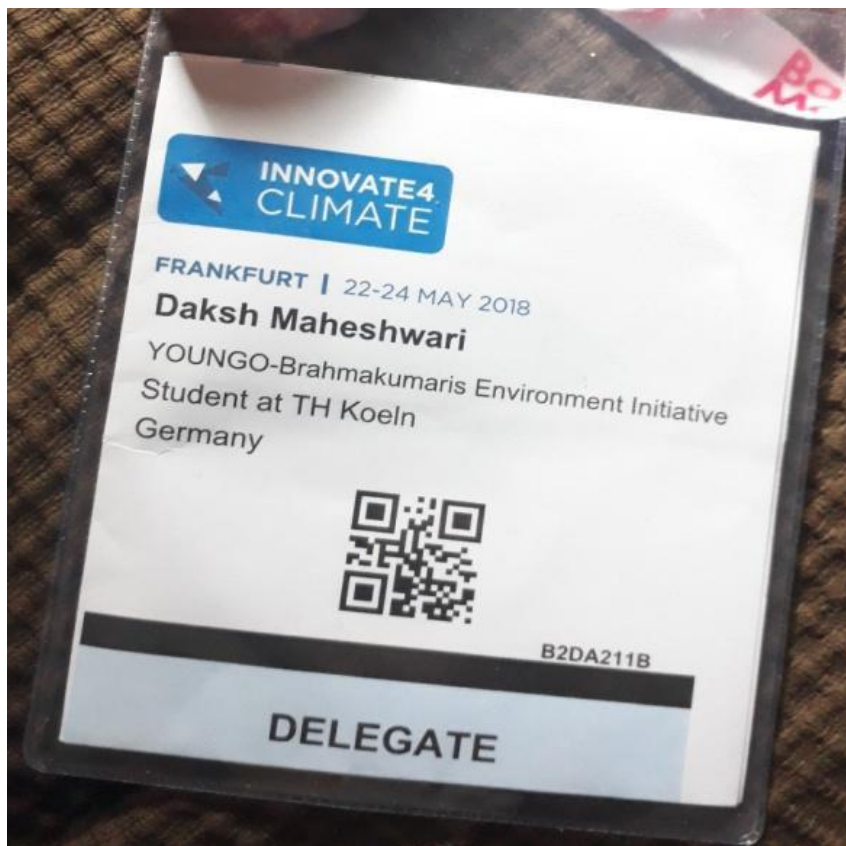 BO
M
INNOVATE4
CLIMATE
FRANKFURT | 22-24 MAY 2018
Daksh Maheshwari
YOUNGO-Brahmakumaris Environment Initiative
Student at TH Koeln
Germany
B2DA211B
DELEGATE